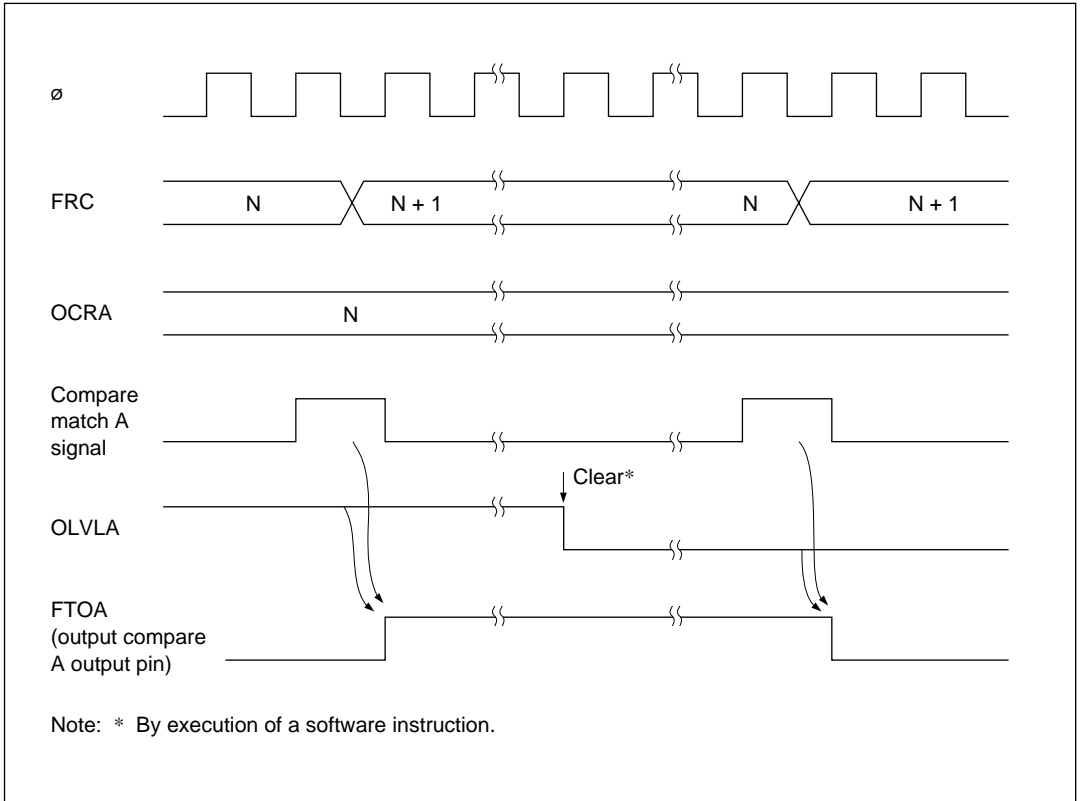 ø
FRC
N
N + 1
N
N + 1
OCRA
N
Compare
match A
signal
Clear*
OLVLA
FTOA
(output compare
A output pin)
Note: * By execution of a software instruction.